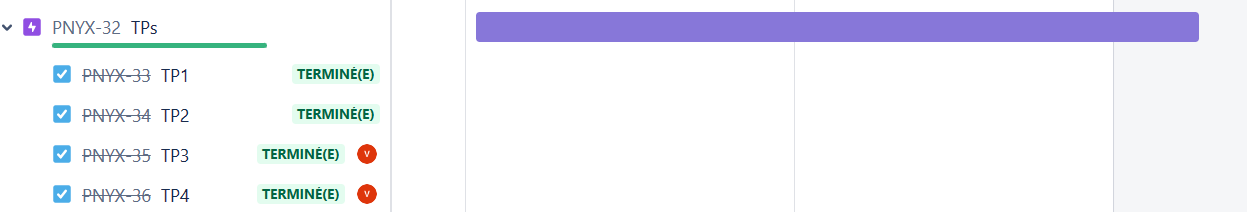 PNYX-32 TPs
PNYX-33 TP1 TERMINÉ(E)
PNYX-34 TP2 TERMINÉ(E)
PNYX-35 TP3 TERMINÉ(E) V
PNYX-36 TP4 TERMINÉ(E) V